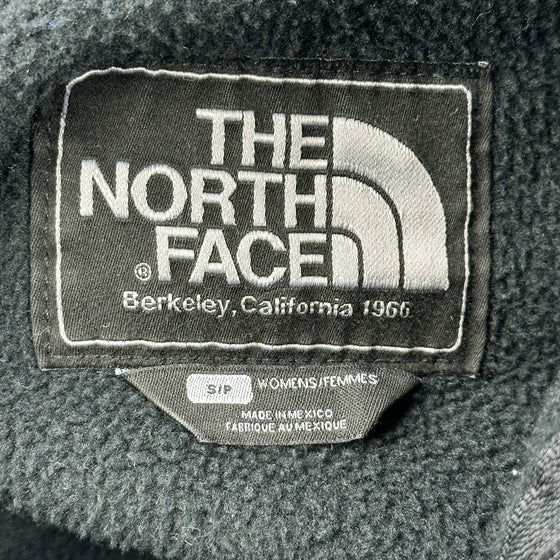 THE
NORTH
FACE
®
Berkeley, California 1966
S/P WOMENS/FEMMES
MADE IN MEXICO
FABRIQUE AU MEXIQUE